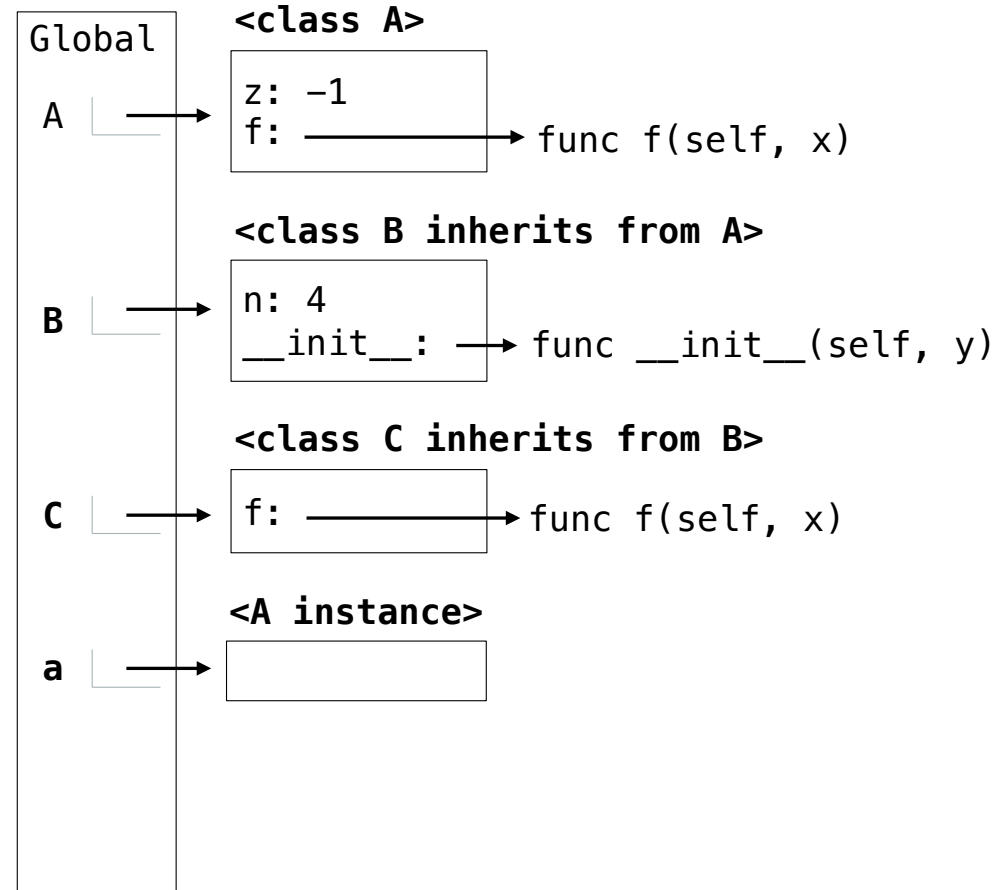 <class A>
Global
A
z: −1
f:
func f(self, x)
<class B inherits from A>
B
n: 4
__init__:
func __init__(self, y)
<class C inherits from B>
C
f:
func f(self, x)
<A instance>
a